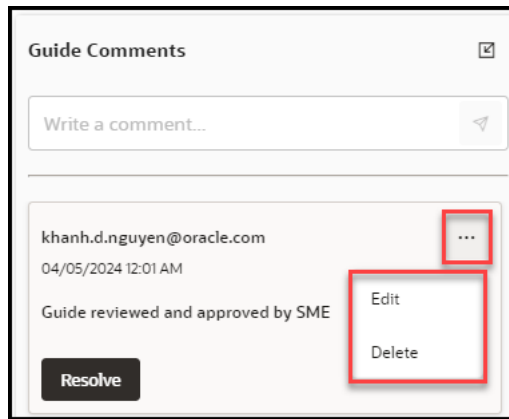 Guide Comments
Write a comment...
khanh.d.nguyen@oracle.com
...
04/05/2024 12:01 AM
Guide reviewed and approved by SME
Edit
Delete
Resolve